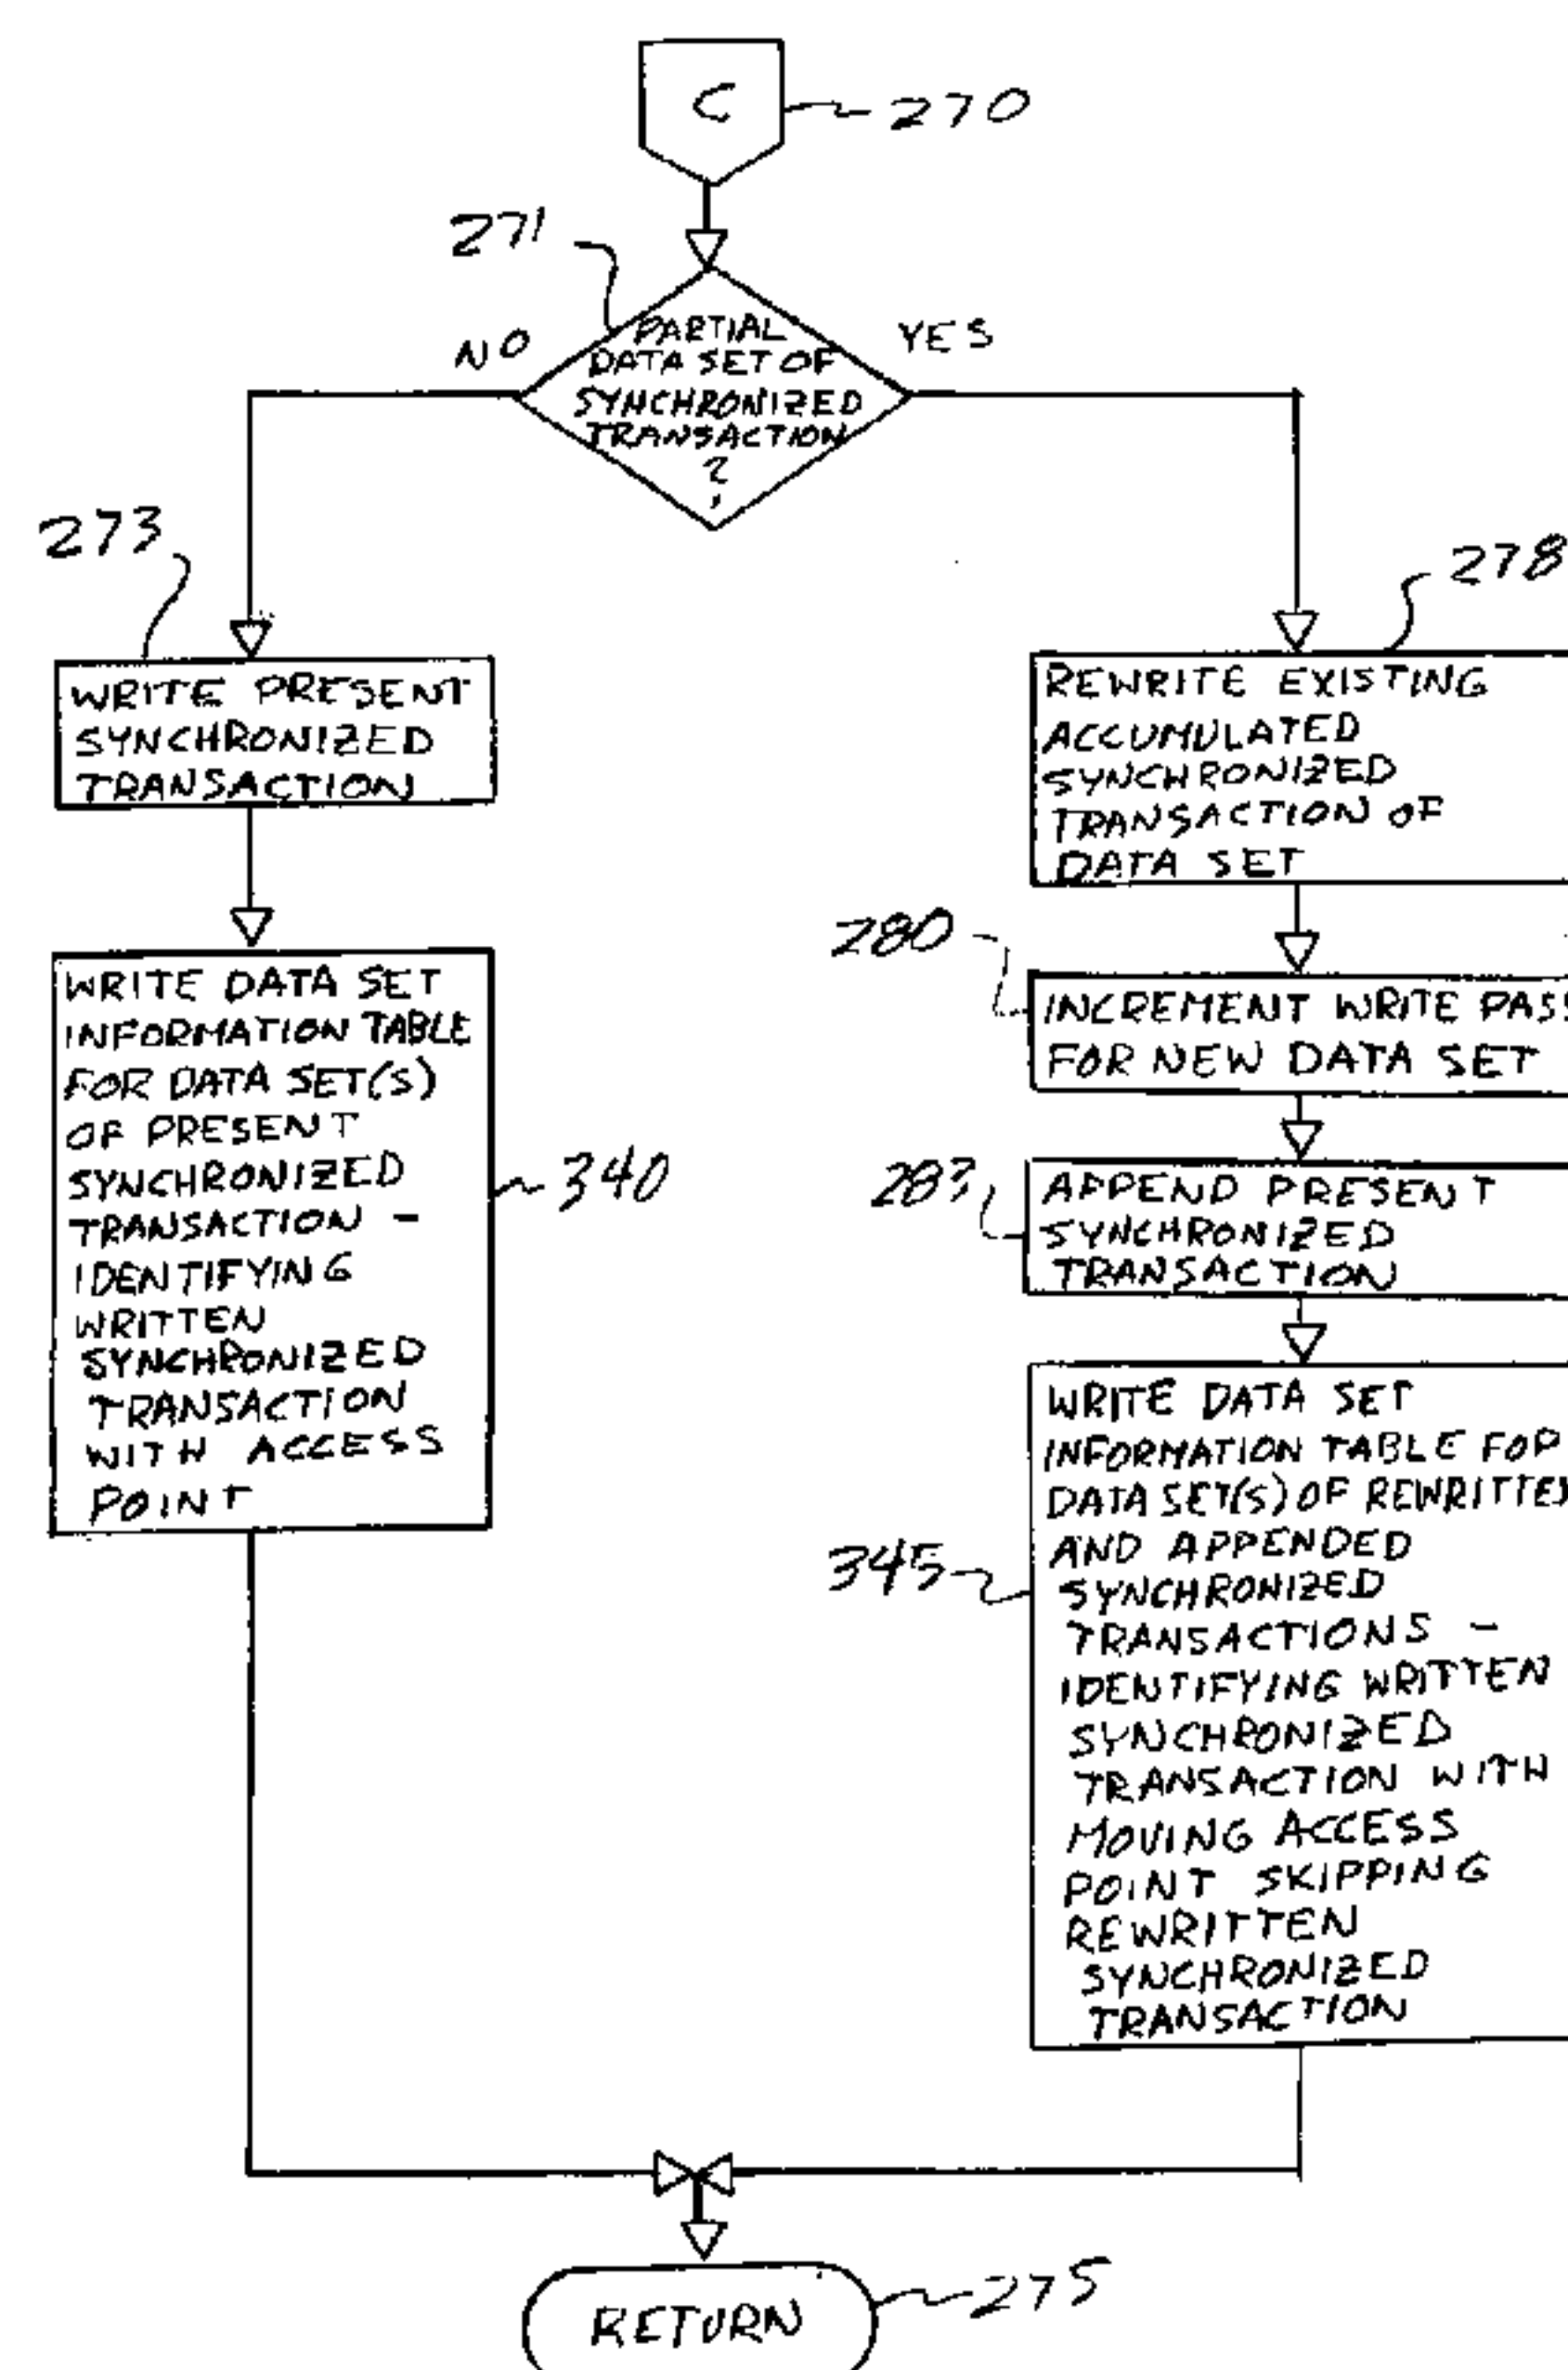 C
270
271
NO
YES
PARTIAL
DATA SET OF
SYNCHRONIZED
TRANSACTION
?
273
278
WRITE PRESENT
SYNCHRONIZED
TRANSACTION
REWRITE EXISTING
ACCUMULATED
SYNCHRONIZED
TRANSACTION OF
DATA SET
280
INCREMENT WRITE PASS
FOR NEW DATA SET
WRITE DATA SET
INFORMATION TABLE
FOR DATA SET(S)
OF PRESENT
SYNCHRONIZED
TRANSACTION -
IDENTIFYING
WRITTEN
SYNCHRONIZED
TRANSACTION
WITH ACCESS
POINT
340
283
APPEND PRESENT
SYNCHRONIZED
TRANSACTION
345
WRITE DATA SET
INFORMATION TABLE FOR
DATA SET(S) OF REWRITTEN
AND APPENDED
SYNCHRONIZED
TRANSACTIONS -
IDENTIFYING WRITTEN
SYNCHRONIZED
TRANSACTION WITH
MOVING ACCESS
POINT SKIPPING
REWRITTEN
SYNCHRONIZED
TRANSACTION
RETURN
275